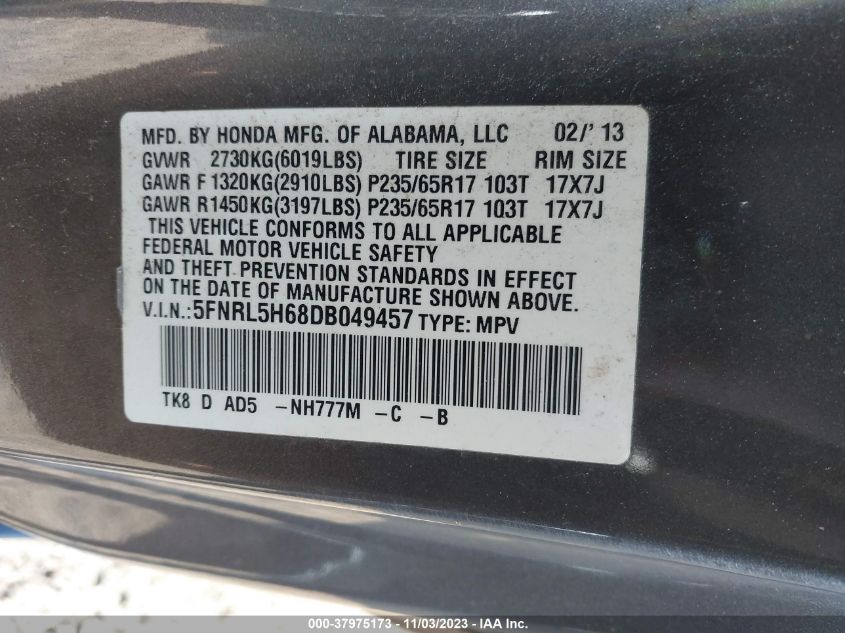 MFD. BY HONDA MFG. OF ALABAMA, LLC 02/' 13
GVWR 2730KG(6019LBS) TIRE SIZE RIM SIZE
GAWR F 1320KG(2910LBS) P235/65R17 103T 17X7J
GAWR R1450KG(3197LBS) P235/65R17 103T 17X7J
THIS VEHICLE CONFORMS TO ALL APPLICABLE
FEDERAL MOTOR VEHICLE SAFETY
AND THEFT PREVENTION STANDARDS IN EFFECT
ON THE DATE OF MANUFACTURE SHOWN ABOVE.
V.I.N.:5FNRL5H68DB049457 TYPE: MPV
TK8 D AD5 -NH777M -C -B
000-37975173 - 11/03/2023 - IAA Inc.